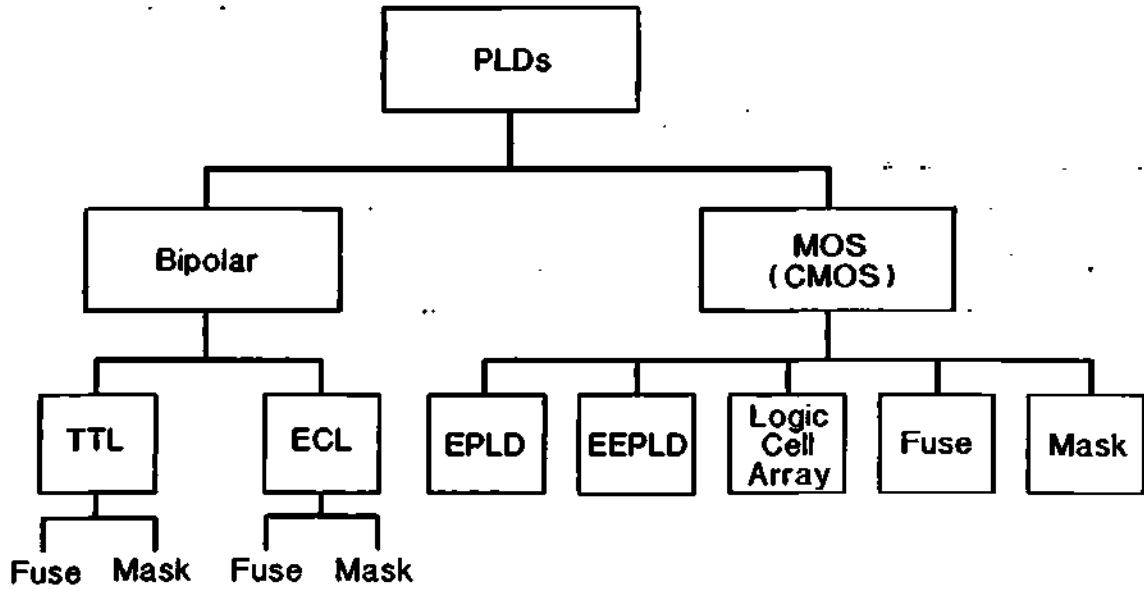 PLDs
Bipolar
MOS
(CMOS)
TTL
ECL
EPLD
EEPLD
Logic
Cell
Array
Fuse
Mask
Fuse
Mask
Fuse
Mask